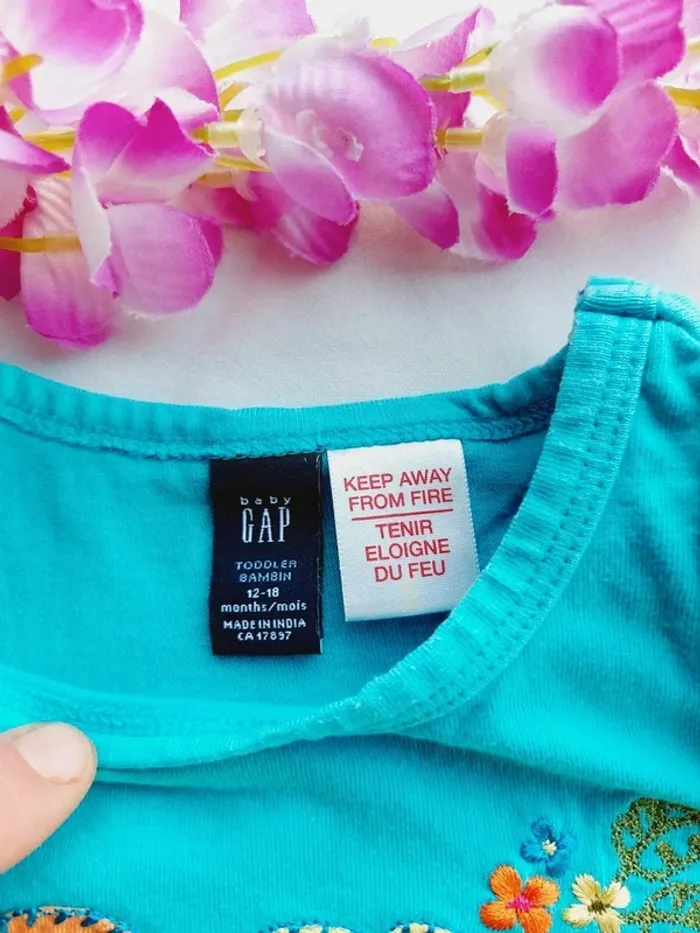 baby
GAP
TODDLER
BAMBIN
12-18
months/mois
MADE IN INDIA
CA 17897
KEEP AWAY
FROM FIRE
TENIR
ELOIGNE
DU FEU